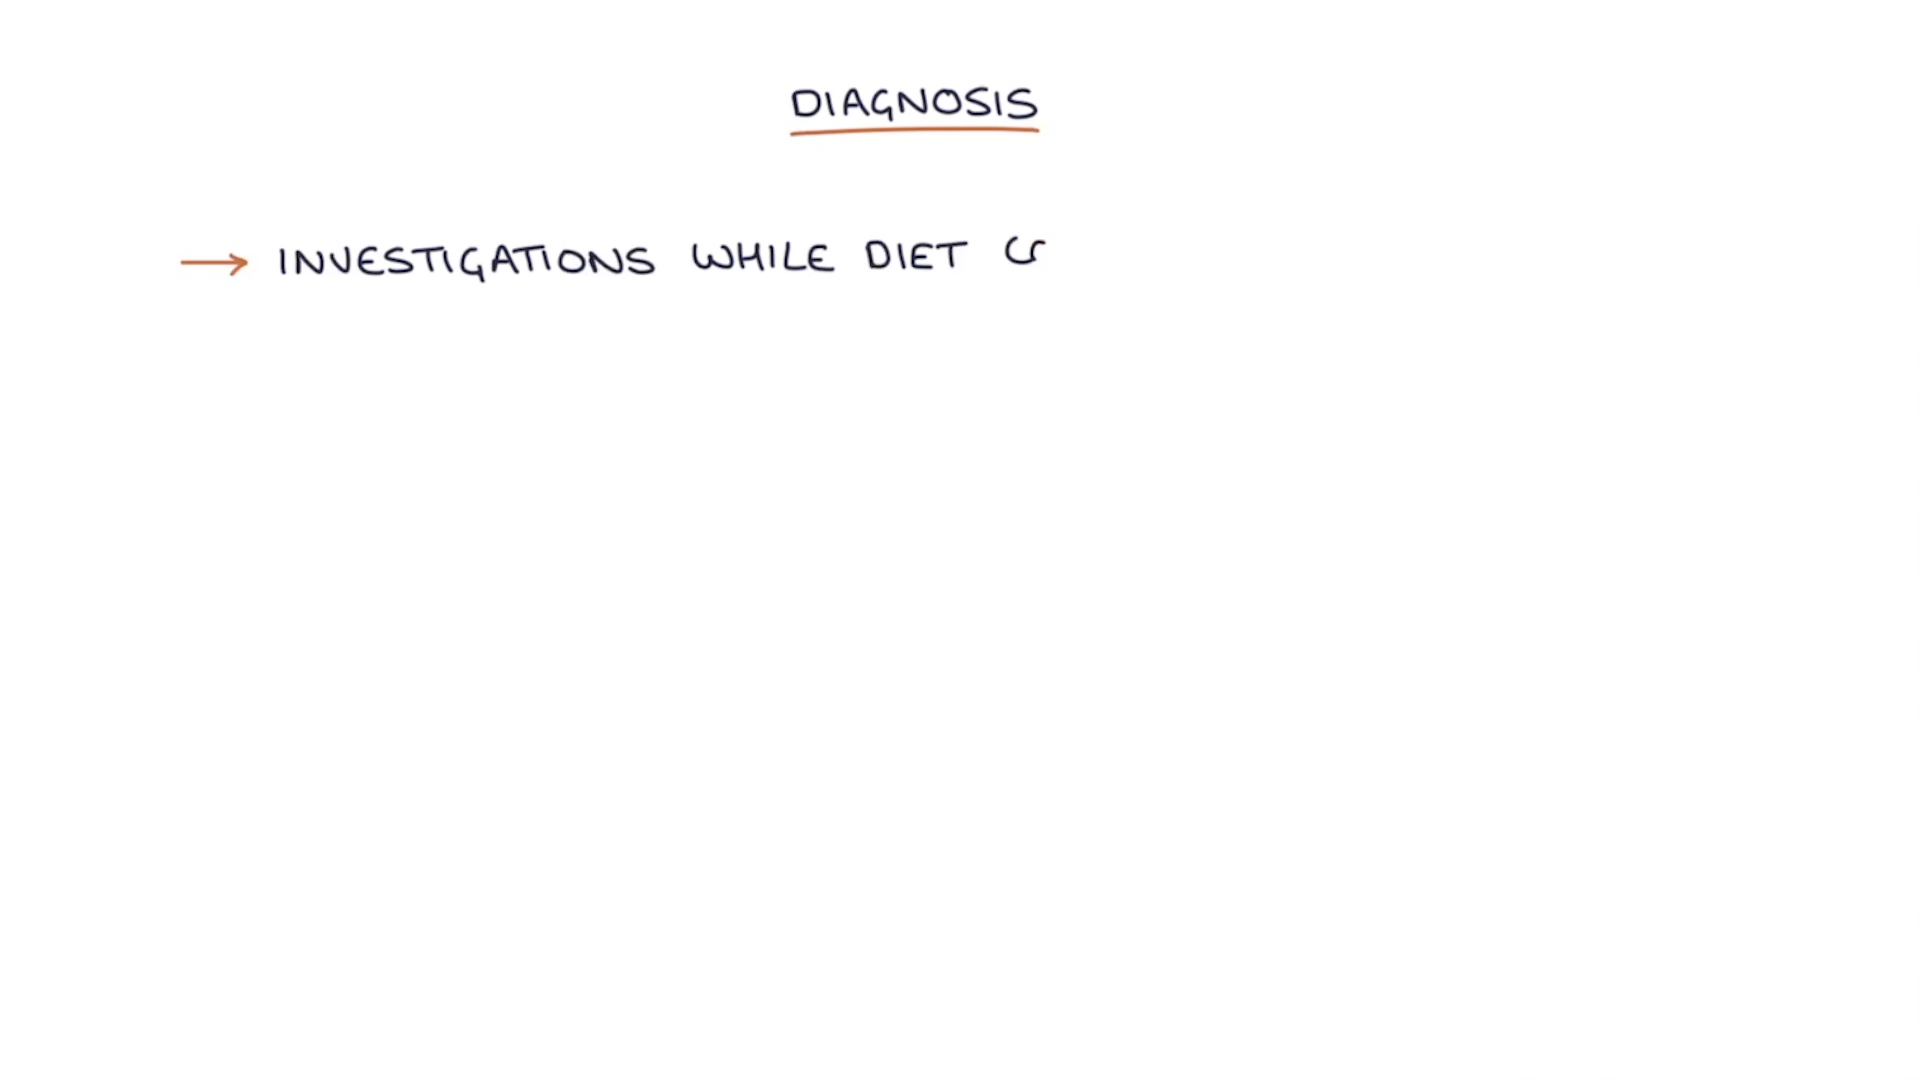 DIAGNOSIS
→ INVESTIGATIONS WHILE DIET C